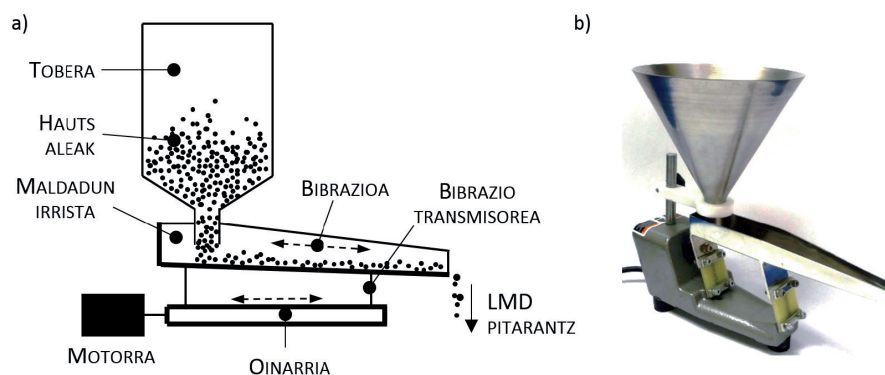 a)
b)
TOBERA
HAUTS
ALEAK
MALDADUN
IRRISTA
BIBRAZIOA
BIBRAZIO
TRANSMISOREA
LMD
PITARANTZ
MOTORRA
OINARRIA